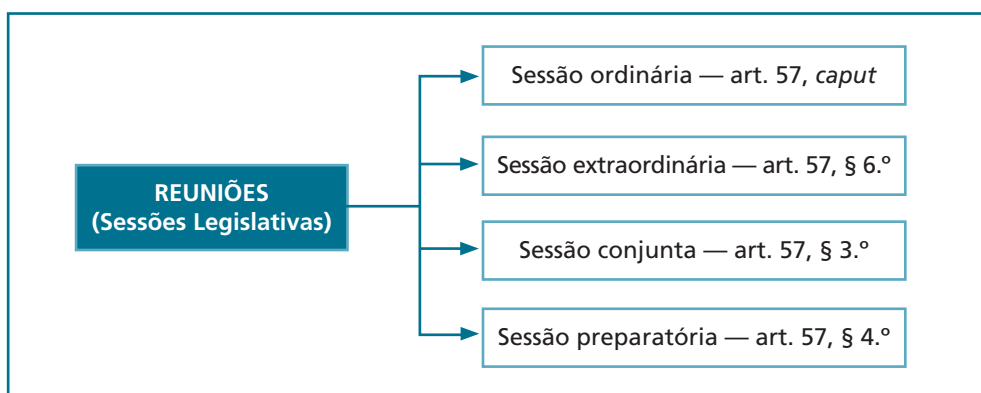 REUNIÕES
(Sessões Legislativas)
Sessão ordinária — art. 57, caput
Sessão extraordinária — art. 57, § 6.º
Sessão conjunta — art. 57, § 3.º
Sessão preparatória — art. 57, § 4.º